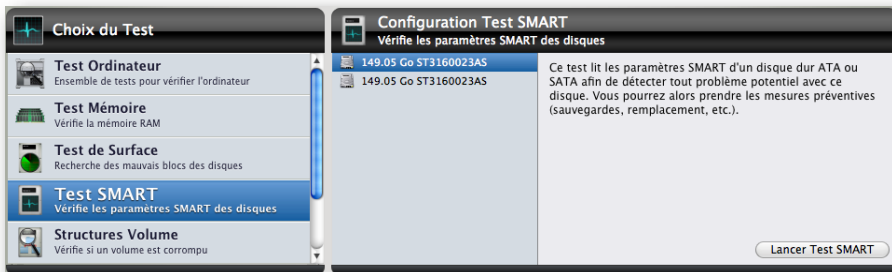 Choix du Test
Test Ordinateur
Ensemble de tests pour vérifier l'ordinateur
Test Mémoire
Vérifie la mémoire RAM
Test de Surface
Recherche des mauvais blocs des disques
Test SMART
Vérifie les paramètres SMART des disques
Structures Volume
Vérifie si un volume est corrompu
Configuration Test SMART
Vérifie les paramètres SMART des disques
149.05 Go ST3160023AS
149.05 Go ST3160023AS
Ce test lit les paramètres SMART d'un disque dur ATA ou
SATA afin de détecter tout problème potentiel avec ce
disque. Vous pourrez alors prendre les mesures préventives
(sauvegardes, remplacement, etc.).
Lancer Test SMART